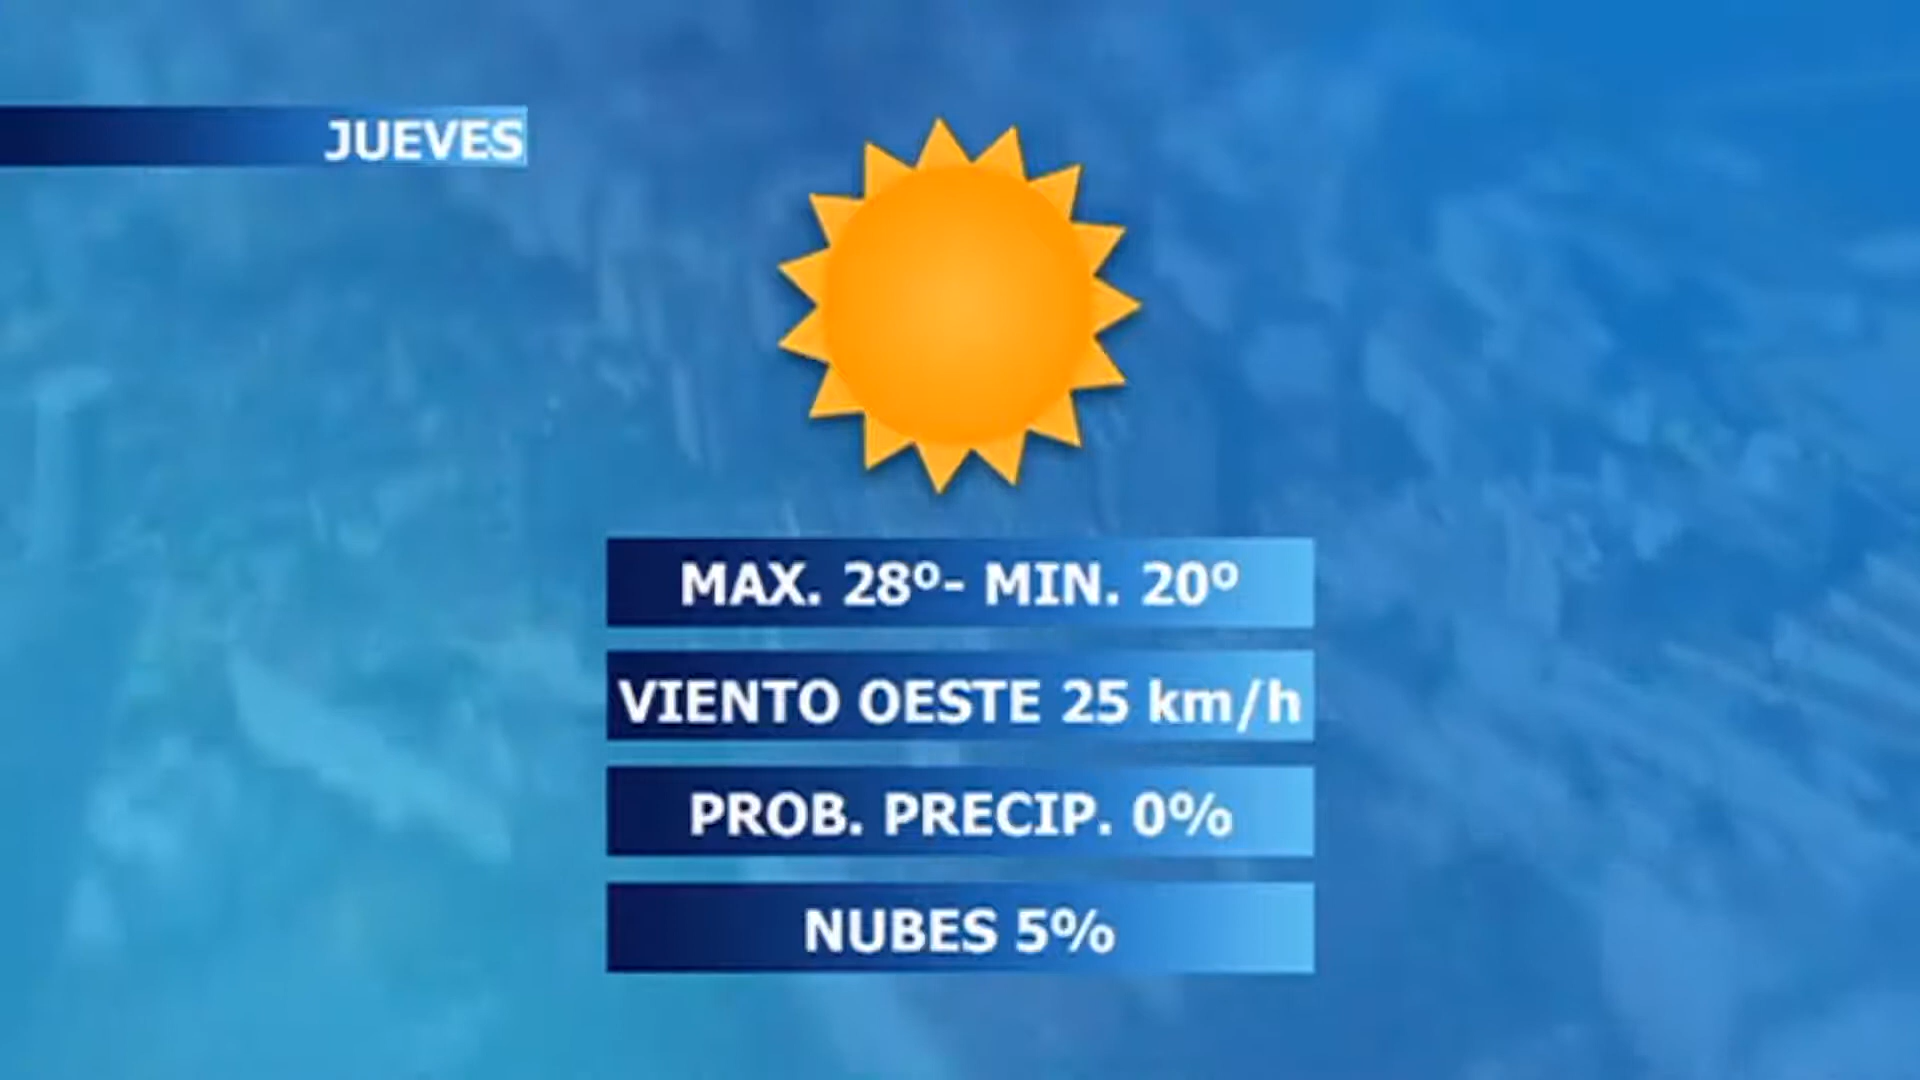 JUEVES
MAX. 28º- MIN. 20º
VIENTO OESTE 25 km/h
PROB. PRECIP. 0%
NUBES 5%